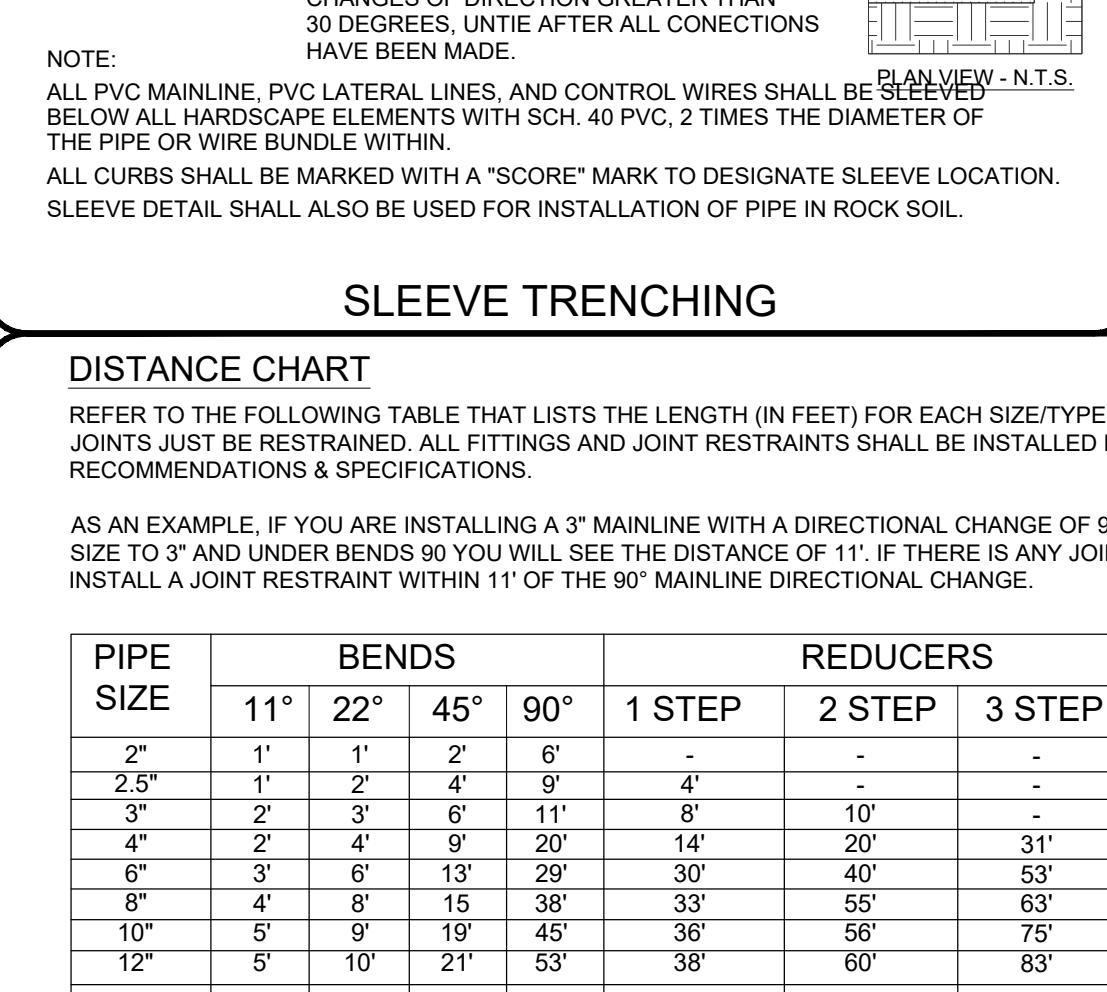 CHANGES OF DIRECTION GREATER THAN
30 DEGREES, UNTIE AFTER ALL CONECTIONS
HAVE BEEN MADE.
PLAN VIEW - N.T.S.
NOTE:
ALL PVC MAINLINE, PVC LATERAL LINES, AND CONTROL WIRES SHALL BE SLEEVED
BELOW ALL HARDSCAPE ELEMENTS WITH SCH. 40 PVC, 2 TIMES THE DIAMETER OF
THE PIPE OR WIRE BUNDLE WITHIN.
ALL CURBS SHALL BE MARKED WITH A "SCORE" MARK TO DESIGNATE SLEEVE LOCATION.
SLEEVE DETAIL SHALL ALSO BE USED FOR INSTALLATION OF PIPE IN ROCK SOIL.
SLEEVE TRENCHING
DISTANCE CHART
REFER TO THE FOLLOWING TABLE THAT LISTS THE LENGTH (IN FEET) FOR EACH SIZE/TYPE
JOINTS JUST BE RESTRAINED. ALL FITTINGS AND JOINT RESTRAINTS SHALL BE INSTALLED
RECOMMENDATIONS & SPECIFICATIONS.
AS AN EXAMPLE, IF YOU ARE INSTALLING A 3" MAINLINE WITH A DIRECTIONAL CHANGE OF 9
SIZE TO 3" AND UNDER BENDS 90 YOU WILL SEE THE DISTANCE OF 11'. IF THERE IS ANY
INSTALL A JOINT RESTRAINT WITHIN 11' OF THE 90° MAINLINE DIRECTIONAL CHANGE.
PIPE SIZE BENDS REDUCERS
11° 22° 45° 90° 1 STEP 2 STEP 3 STEP
2" 1' 1' 2' 6' - - -
2.5" 1' 2' 4' 9' 4' - -
3" 2' 3' 6' 11' 8' 10' -
4" 2' 4' 9' 20' 14' 20' 31'
6" 3' 6' 13' 29' 30' 40' 53'
8" 4' 8' 15 38' 33' 55' 63'
10" 5' 9' 19' 45' 36' 56' 75'
12" 5' 10' 21' 53' 38' 60' 83'